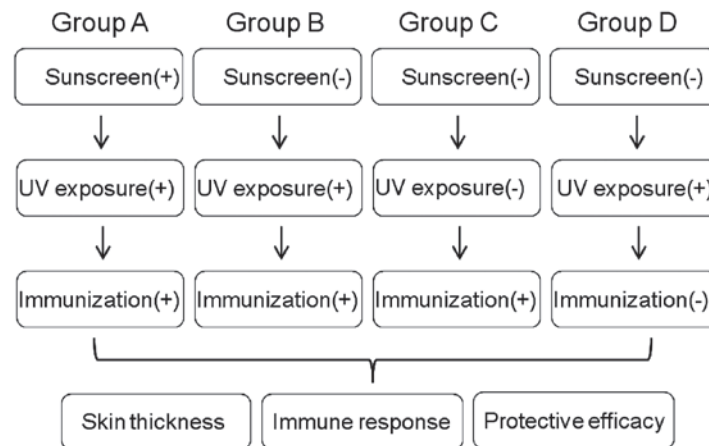 Group A Group B Group C Group D
Sunscreen(+) Sunscreen(-) Sunscreen(-) Sunscreen(-)
UV exposure(+) UV exposure(+) UV exposure(-) UV exposure(+)
Immunization(+) Immunization(+) Immunization(+) Immunization(-)
Skin thickness Immune response Protective efficacy